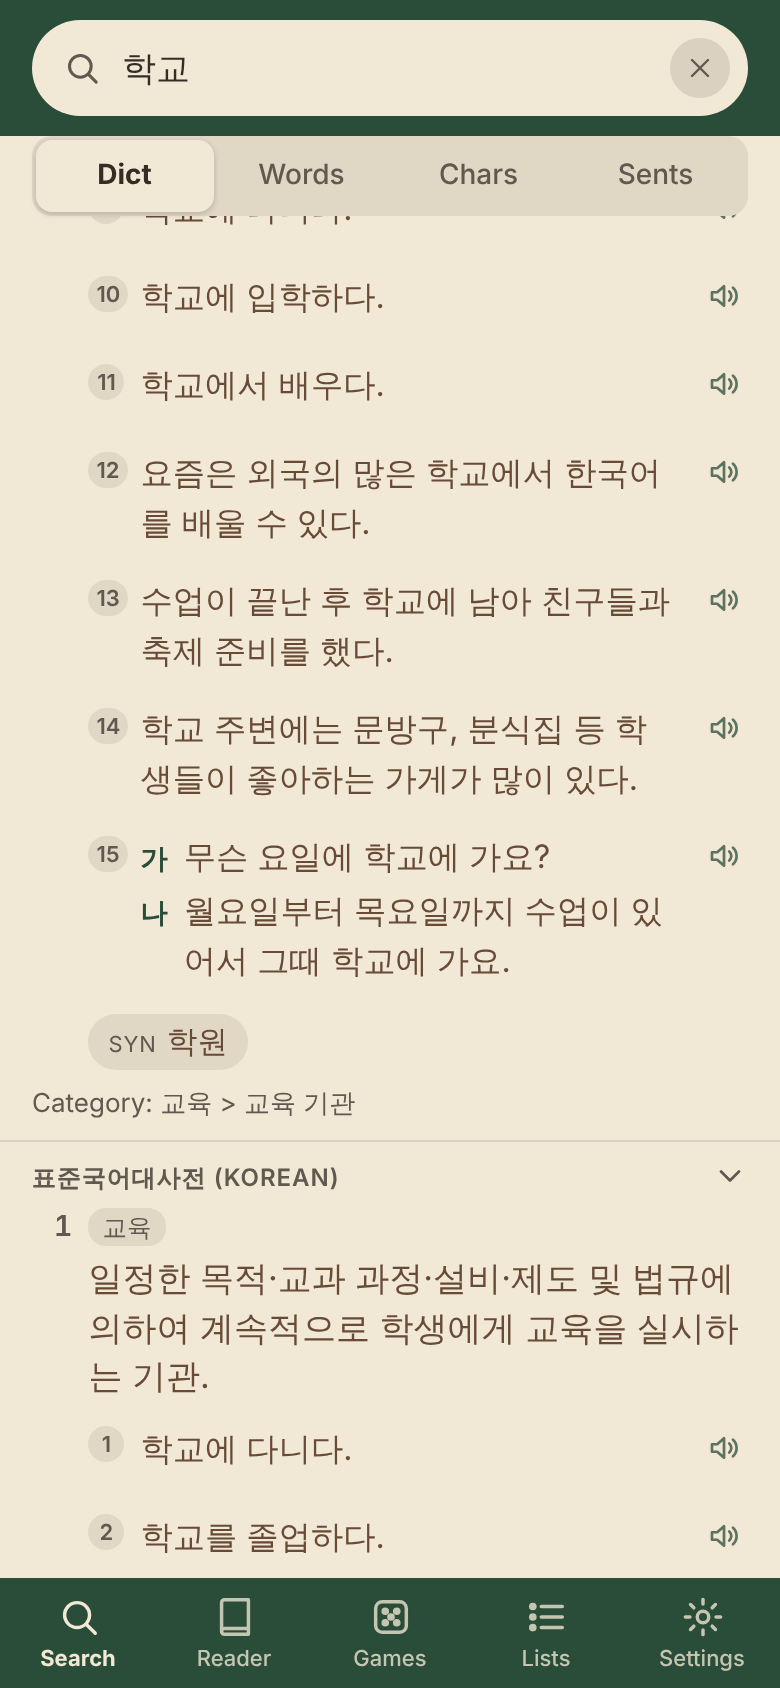 학교
Dict Words Chars Sents
10 학교에 입학하다.
11 학교에서 배우다.
12 요즘은 외국의 많은 학교에서 한국어
를 배울 수 있다.
13 수업이 끝난 후 학교에 남아 친구들과
축제 준비를 했다.
14 학교 주변에는 문방구, 분식집 등 학
생들이 좋아하는 가게가 많이 있다.
15 가 무슨 요일에 학교에 가요?
나 월요일부터 목요일까지 수업이 있
어서 그때 학교에 가요.
SYN 학원
Category: 교육 > 교육 기관
표준국어대사전 (KOREAN)
1 교육
일정한 목적·교과 과정·설비·제도 및 법규에
의하여 계속적으로 학생에게 교육을 실시하
는 기관.
1 학교에 다니다.
2 학교를 졸업하다.
Search Reader Games Lists Settings